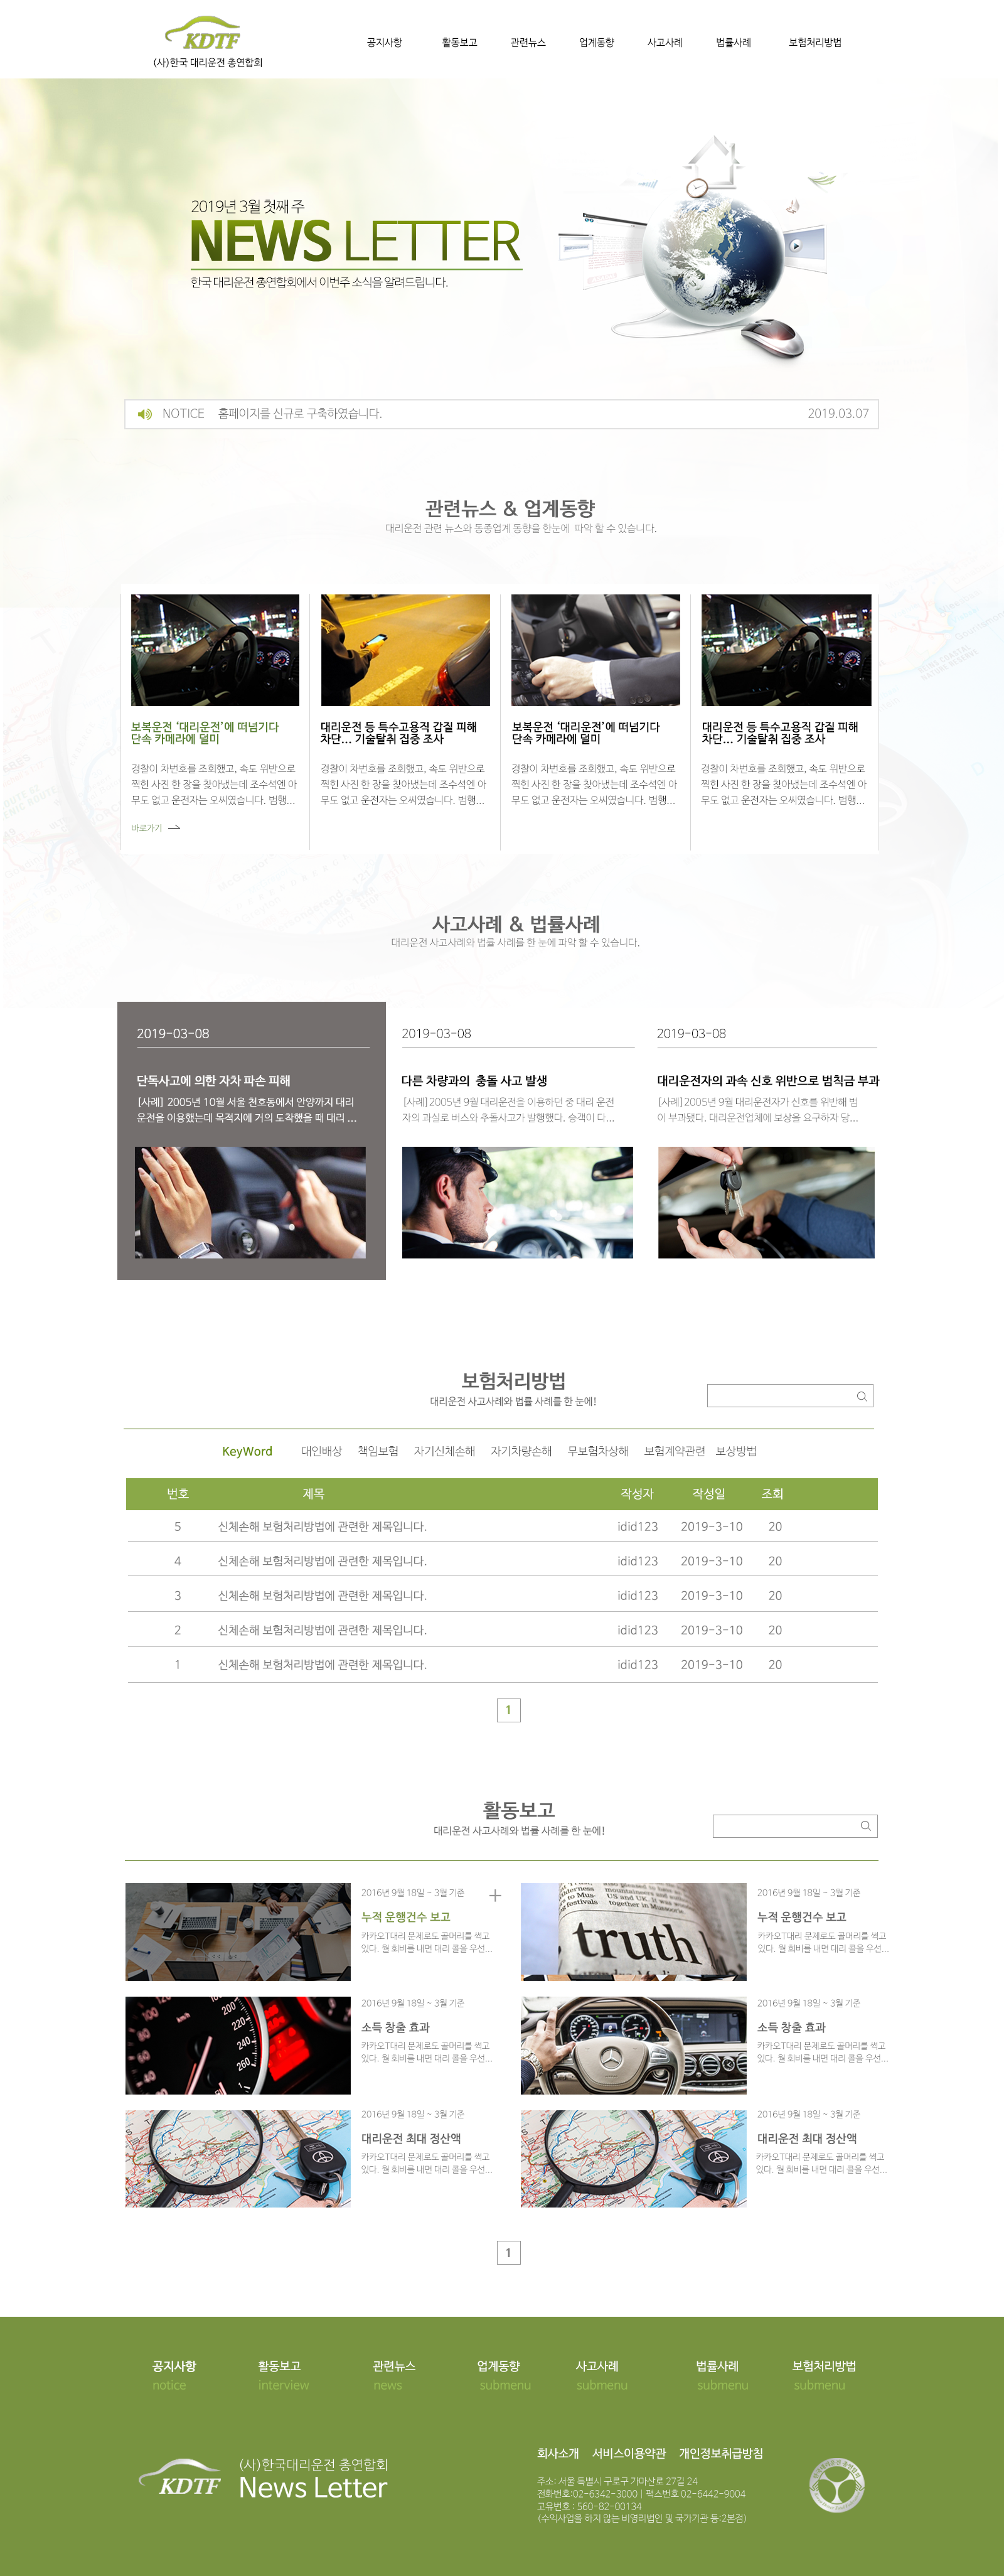 KDTF
(사)한국 대리운전 총연합회
공지사항 활동보고 관련뉴스 업계동향 사고사례 법률사례 보험처리방법
2019년 3월 첫째 주
NEWS LETTER
한국 대리운전 총연합회에서 이번주 소식을 알려드립니다.
NOTICE 홈페이지를 신규로 구축하였습니다. 2019.03.07
관련뉴스 & 업계동향
대리운전 관련 뉴스와 동종업계 동향을 한눈에 파악 할 수 있습니다.
보복운전 ‘대리운전’에 떠넘기다
단속 카메라에 덜미
경찰이 차번호를 조회했고, 속도 위반으로
찍힌 사진 한 장을 찾아냈는데 조수석엔 아
무도 없고 운전자는 오씨였습니다. 범행...
바로가기
대리운전 등 특수고용직 갑질 피해
차단... 기술탈취 집중 조사
경찰이 차번호를 조회했고, 속도 위반으로
찍힌 사진 한 장을 찾아냈는데 조수석엔 아
무도 없고 운전자는 오씨였습니다. 범행...
보복운전 ‘대리운전’에 떠넘기다
단속 카메라에 덜미
경찰이 차번호를 조회했고, 속도 위반으로
찍힌 사진 한 장을 찾아냈는데 조수석엔 아
무도 없고 운전자는 오씨였습니다. 범행...
대리운전 등 특수고용직 갑질 피해
차단... 기술탈취 집중 조사
경찰이 차번호를 조회했고, 속도 위반으로
찍힌 사진 한 장을 찾아냈는데 조수석엔 아
무도 없고 운전자는 오씨였습니다. 범행...
사고사례 & 법률사례
대리운전 사고사례와 법률 사례를 한 눈에 파악 할 수 있습니다.
2019-03-08
단독사고에 의한 자차 파손 피해
[사례] 2005년 10월 서울 천호동에서 안양까지 대리
운전을 이용했는데 목적지에 거의 도착했을 때 대리 ...
2019-03-08
다른 차량과의 충돌 사고 발생
[사례]2005년 9월 대리운전을 이용하던 중 대리 운전
자의 과실로 버스와 추돌사고가 발행했다. 승객이 다...
2019-03-08
대리운전자의 과속 신호 위반으로 범칙금 부과
[사례]2005년 9월 대리운전자가 신호를 위반해 범
이 부과됐다. 대리운전업체에 보상을 요구하자 당...
보험처리방법
대리운전 사고사례와 법률 사례를 한 눈에!
KeyWord 대인배상 책임보험 자기신체손해 자기차량손해 무보험차상해 보험계약관련 보상방법
번호 제목 작성자 작성일 조회
5 신체손해 보험처리방법에 관련한 제목입니다. idid123 2019-3-10 20
4 신체손해 보험처리방법에 관련한 제목입니다. idid123 2019-3-10 20
3 신체손해 보험처리방법에 관련한 제목입니다. idid123 2019-3-10 20
2 신체손해 보험처리방법에 관련한 제목입니다. idid123 2019-3-10 20
1 신체손해 보험처리방법에 관련한 제목입니다. idid123 2019-3-10 20
1
활동보고
대리운전 사고사례와 법률 사례를 한 눈에!
2016년 9월 18일 ~ 3월 기준
누적 운행건수 보고
카카오T대리 문제로도 골머리를 썩고
있다. 월 회비를 내면 대리 콜을 우선...
truth
2016년 9월 18일 ~ 3월 기준
누적 운행건수 보고
카카오T대리 문제로도 골머리를 썩고
있다. 월 회비를 내면 대리 콜을 우선...
200
220
240
260
2016년 9월 18일 ~ 3월 기준
소득 창출 효과
카카오T대리 문제로도 골머리를 썩고
있다. 월 회비를 내면 대리 콜을 우선...
2016년 9월 18일 ~ 3월 기준
소득 창출 효과
카카오T대리 문제로도 골머리를 썩고
있다. 월 회비를 내면 대리 콜을 우선...
2016년 9월 18일 ~ 3월 기준
대리운전 최대 정산액
카카오T대리 문제로도 골머리를 썩고
있다. 월 회비를 내면 대리 콜을 우선...
2016년 9월 18일 ~ 3월 기준
대리운전 최대 정산액
카카오T대리 문제로도 골머리를 썩고
있다. 월 회비를 내면 대리 콜을 우선...
1
공지사항 활동보고 관련뉴스 업계동향 사고사례 법률사례 보험처리방법
notice interview news submenu submenu submenu submenu
KDTF
(사)한국대리운전 총연합회
News Letter
회사소개 서비스이용약관 개인정보취급방침
주소: 서울 특별시 구로구 가마산로 27길 24
전화번호:02-6342-3000 | 팩스번호 02-6442-9004
고유번호 : 560-82-00134
(수익사업을 하지 않는 비영리법인 및 국가기관 등:2본점)